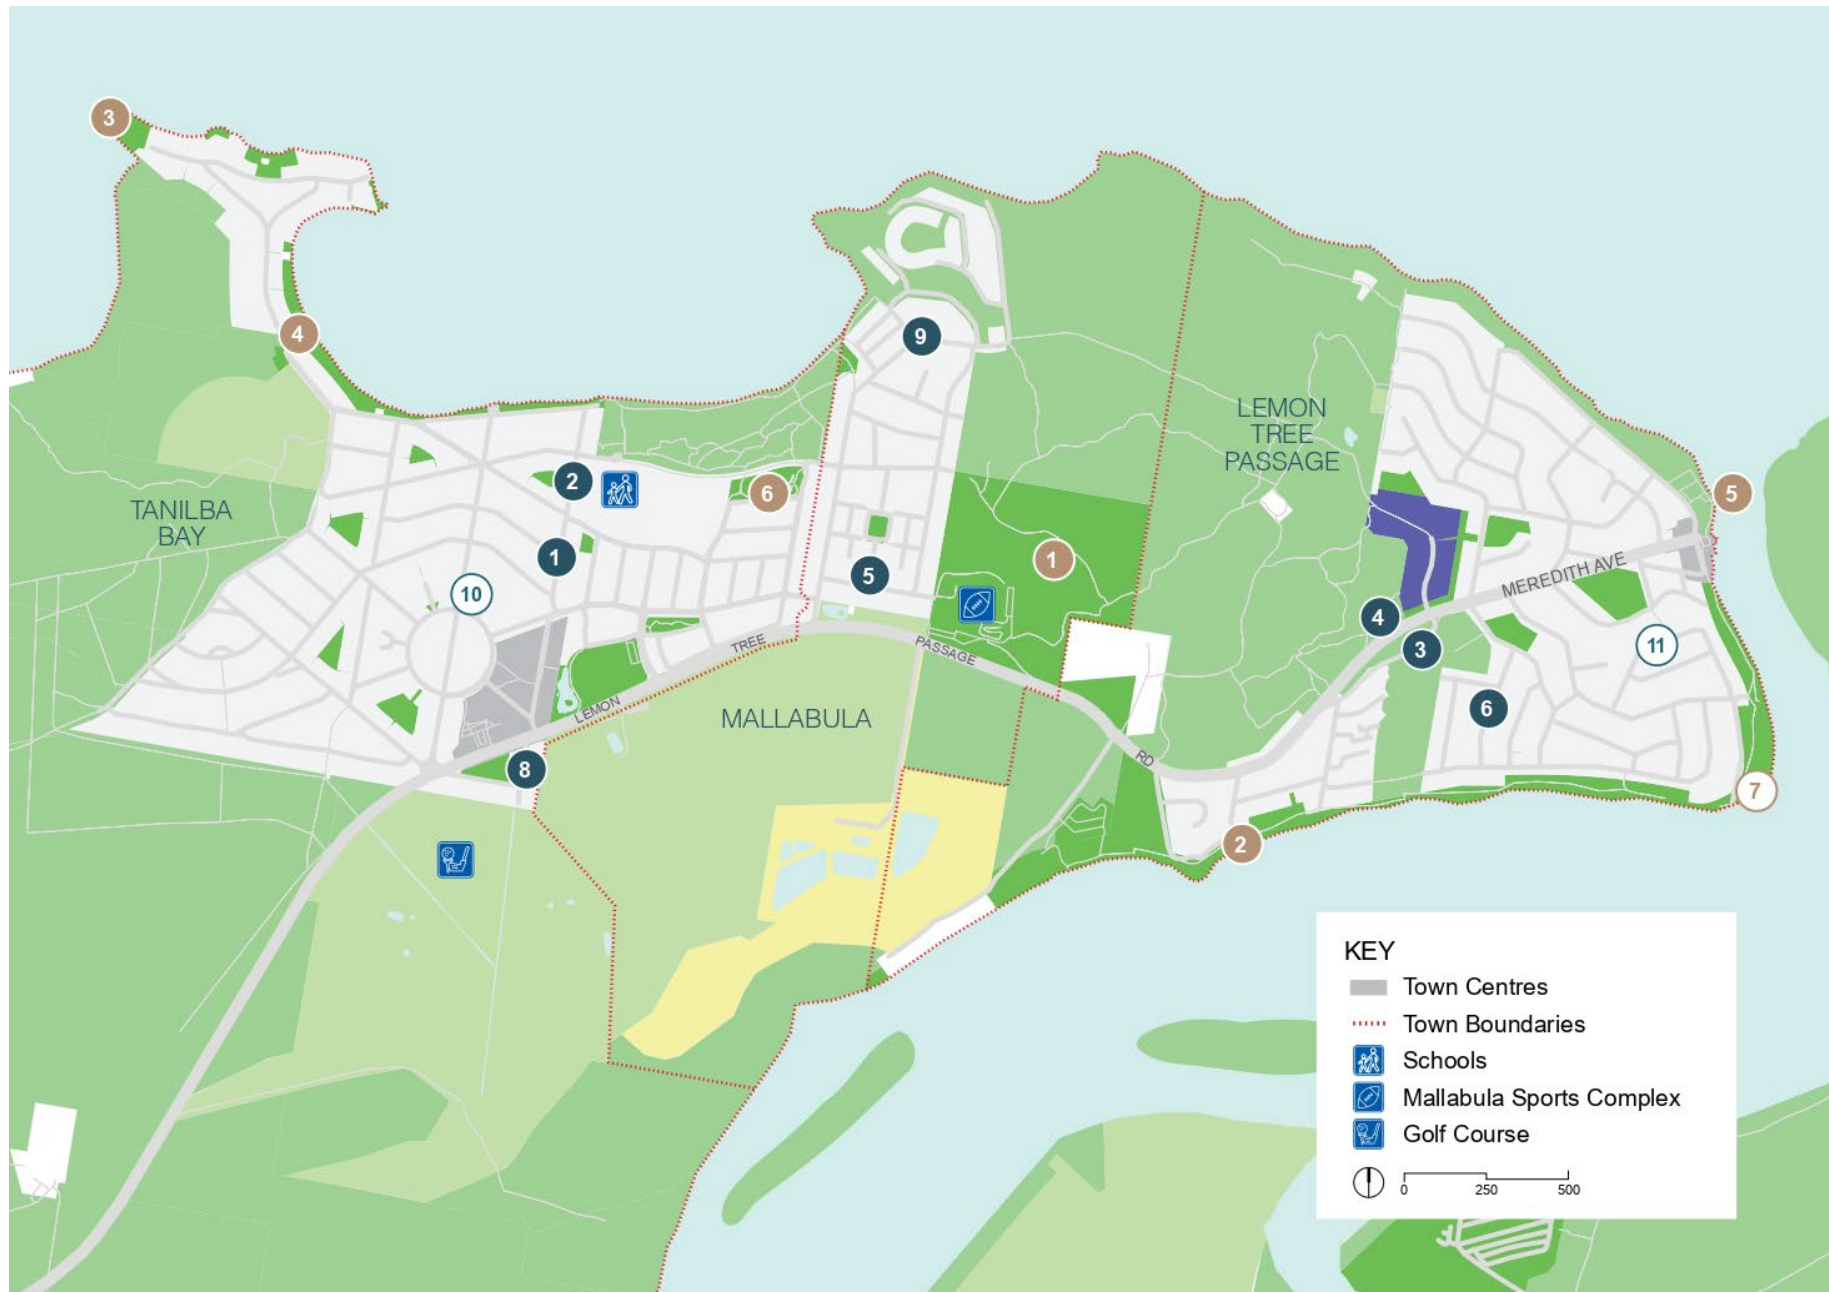 3
4
9
LEMON
TREE
PASSAGE
2
6
5
TANILBA
BAY
1
5
1
10
MEREDITH AVE
4
3
11
TREE
PASSAGE
LEMON
MALLABULA
6
8
RD
7
2
KEY
Town Centres
Town Boundaries
Schools
Mallabula Sports Complex
Golf Course
0 250 500